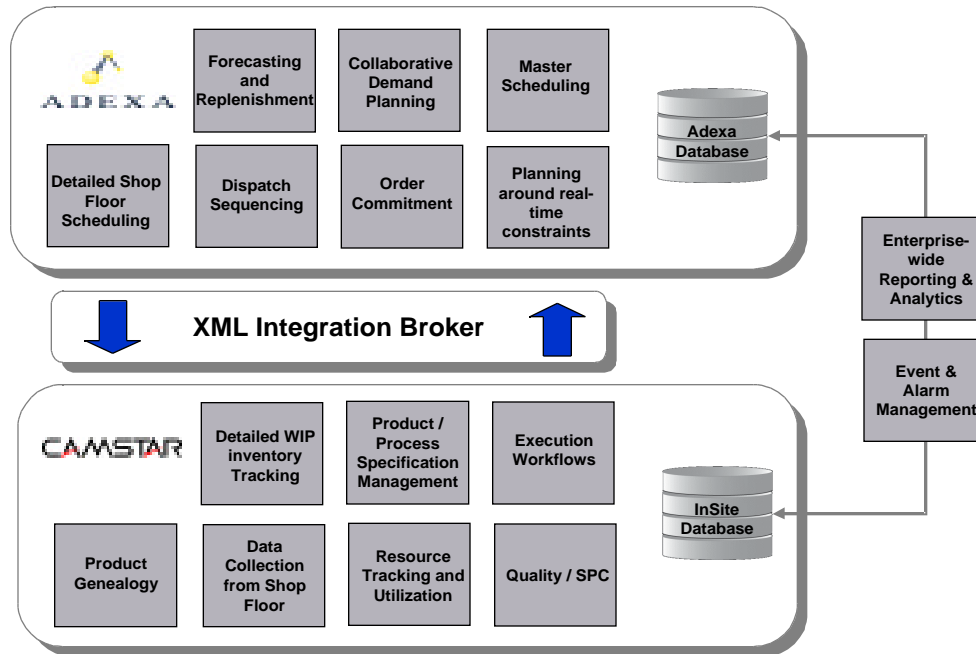 ADEXA
Forecasting
and
Replenishment
Collaborative
Demand
Planning
Master
Scheduling
Adexa
Database
Detailed Shop
Floor
Scheduling
Dispatch
Sequencing
Order
Commitment
Planning
around real-
time
constraints
Enterprise-
wide
Reporting &
Analytics
XML Integration Broker
Event &
Alarm
Management
CAMSTAR
Detailed WIP
inventory
Tracking
Product /
Process
Specification
Management
Execution
Workflows
InSite
Database
Product
Genealogy
Data
Collection
from Shop
Floor
Resource
Tracking and
Utilization
Quality / SPC